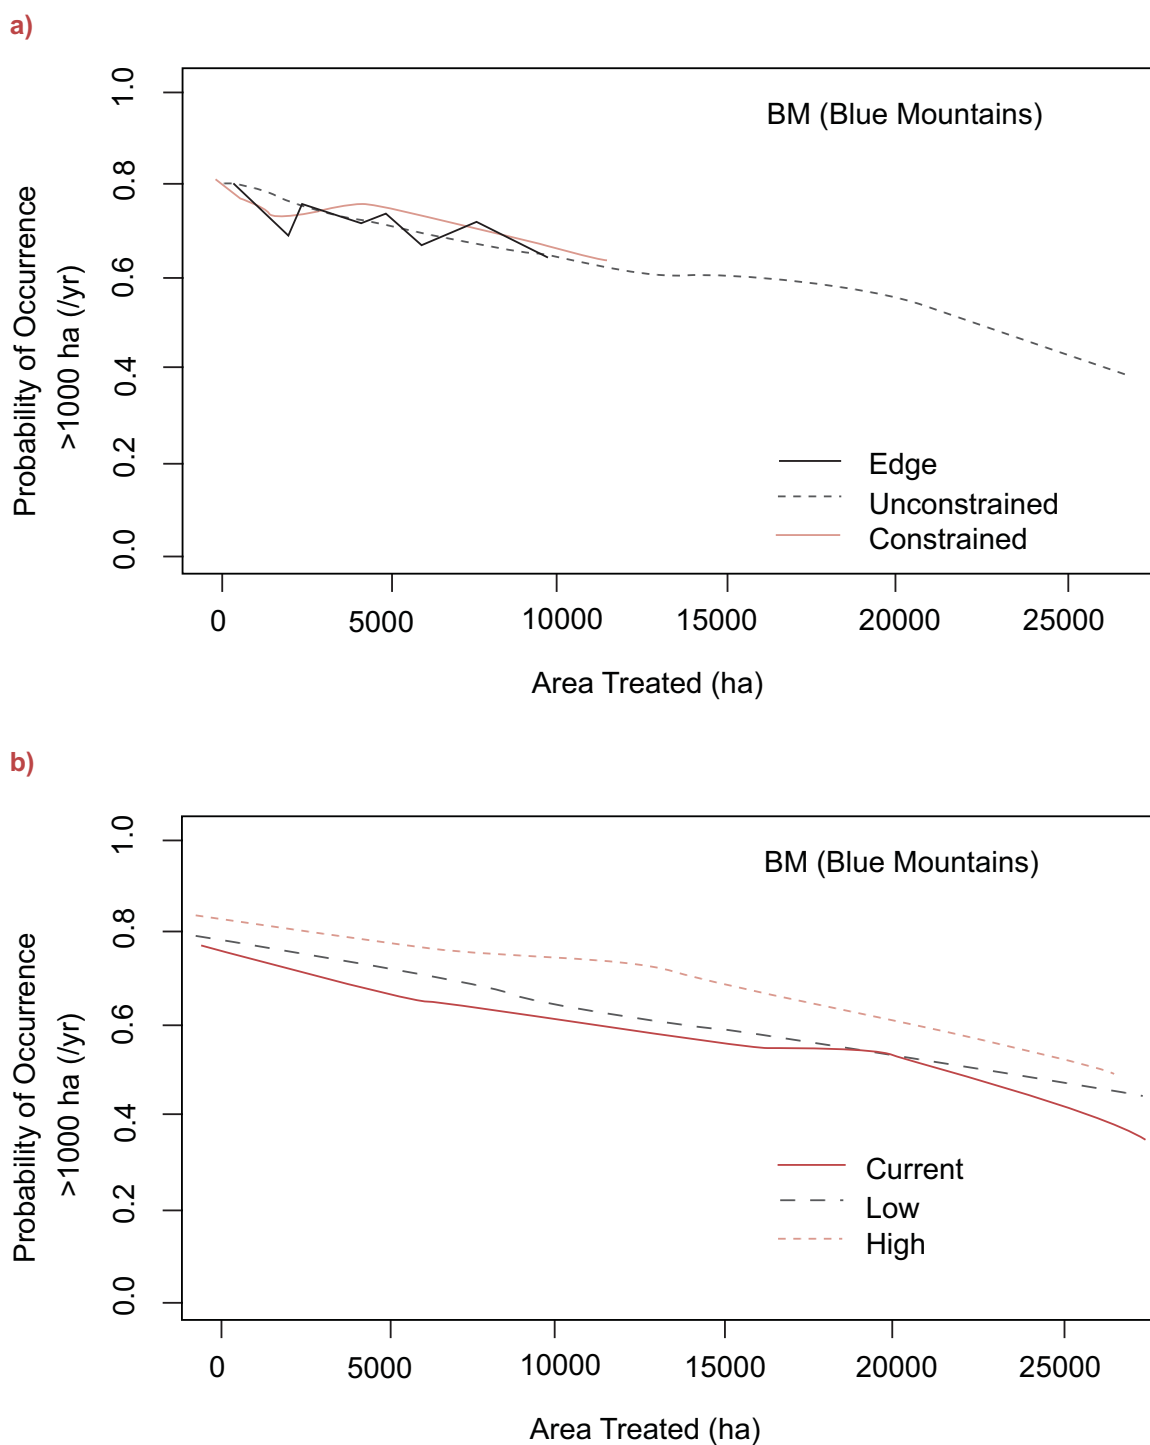 a)
BM (Blue Mountains)
Probability of Occurrence
>1000 ha (/yr)
1.0
0.8
0.6
0.4
0.2
0.0
Edge
Unconstrained
Constrained
0 5000 10000 15000 20000 25000
Area Treated (ha)
b)
BM (Blue Mountains)
Probability of Occurrence
>1000 ha (/yr)
1.0
0.8
0.6
0.4
0.2
0.0
Current
Low
High
0 5000 10000 15000 20000 25000
Area Treated (ha)